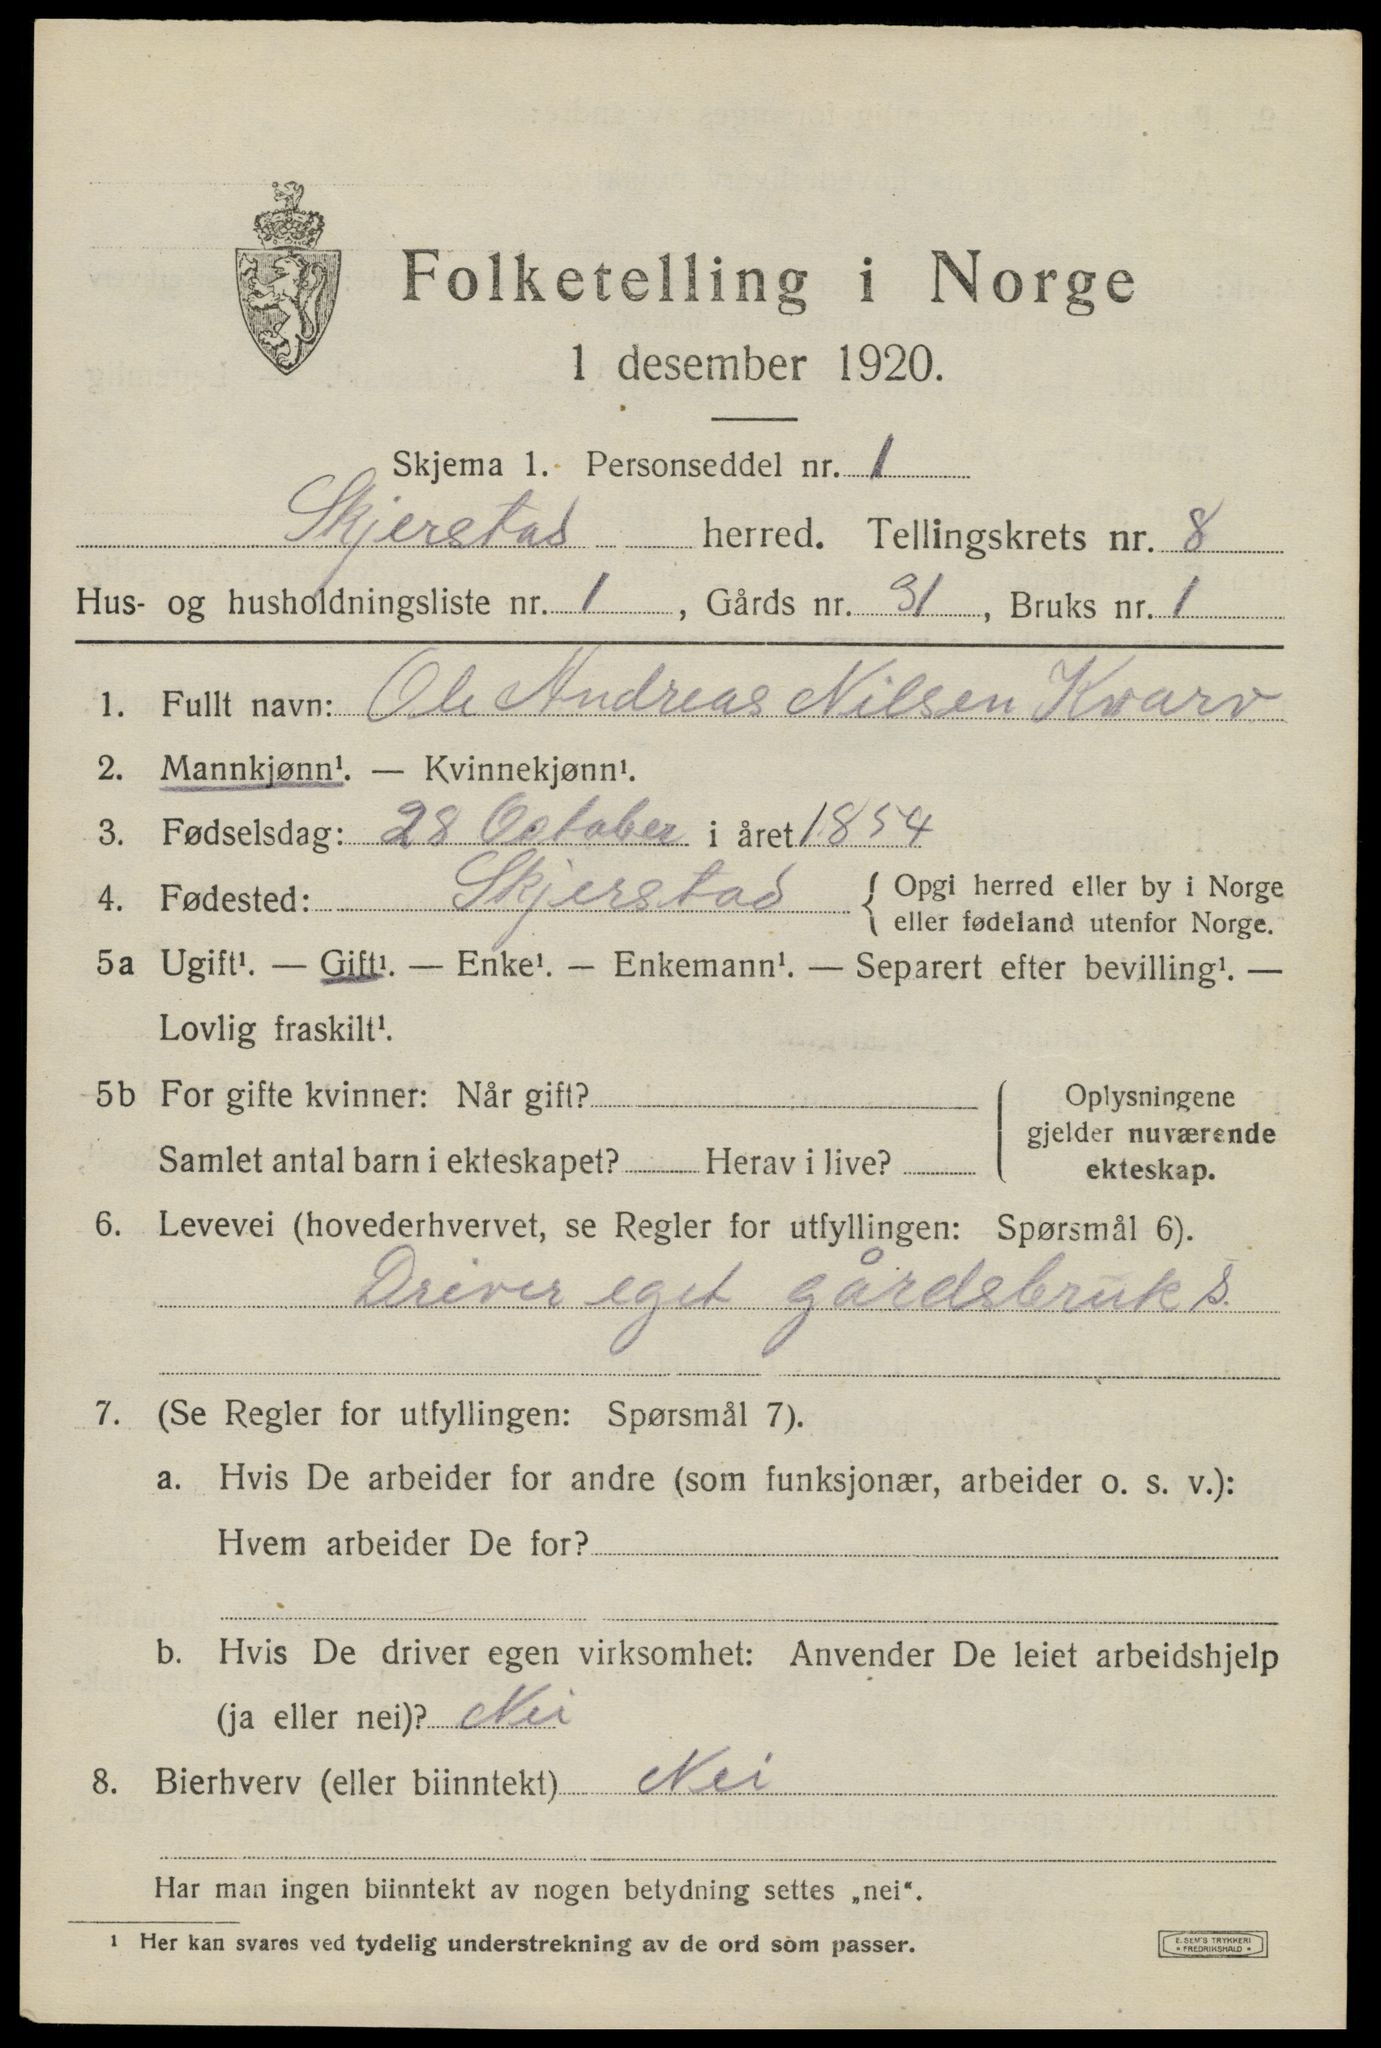 Folketelling i Norge
1 desember 1920.
Skjema 1. Personseddel nr. 1
Skjerstad herred. Tellingskrets nr. 8
Hus- og husholdningsliste nr. 1, Gårds nr. 31, Bruks nr. 1
1. Fullt navn: Ole Andreas Nilsen Kvarv
2. Mannkjønn¹. — Kvinnekjønn¹.
3. Fødselsdag: 28 October i året 1854
4. Fødested: Skjerstad { Opgi herred eller by i Norge
eller fødeland utenfor Norge.
5a Ugift¹. — Gift¹. — Enke¹. — Enkemann¹. — Separert efter bevilling¹. —
Lovlig fraskilt¹.
5b For gifte kvinner: Når gift?
Samlet antal barn i ekteskapet? Herav i live?
Oplysningene
gjelder nuværende
ekteskap.
6. Levevei (hovederhvervet, se Regler for utfyllingen: Spørsmål 6).
Driver eget gårdsbruk s.
7. (Se Regler for utfyllingen: Spørsmål 7).
a. Hvis De arbeider for andre (som funksjonær, arbeider o. s. v.):
Hvem arbeider De for?
b. Hvis De driver egen virksomhet: Anvender De leiet arbeidshjelp
(ja eller nei)? Nei
8. Bierhverv (eller biinntekt) Nei
Har man ingen biinntekt av nogen betydning settes „nei“.
¹ Her kan svares ved tydelig understrekning av de ord som passer.
E. SEM'S TRYKKERI
* FREDRIKSHALD *